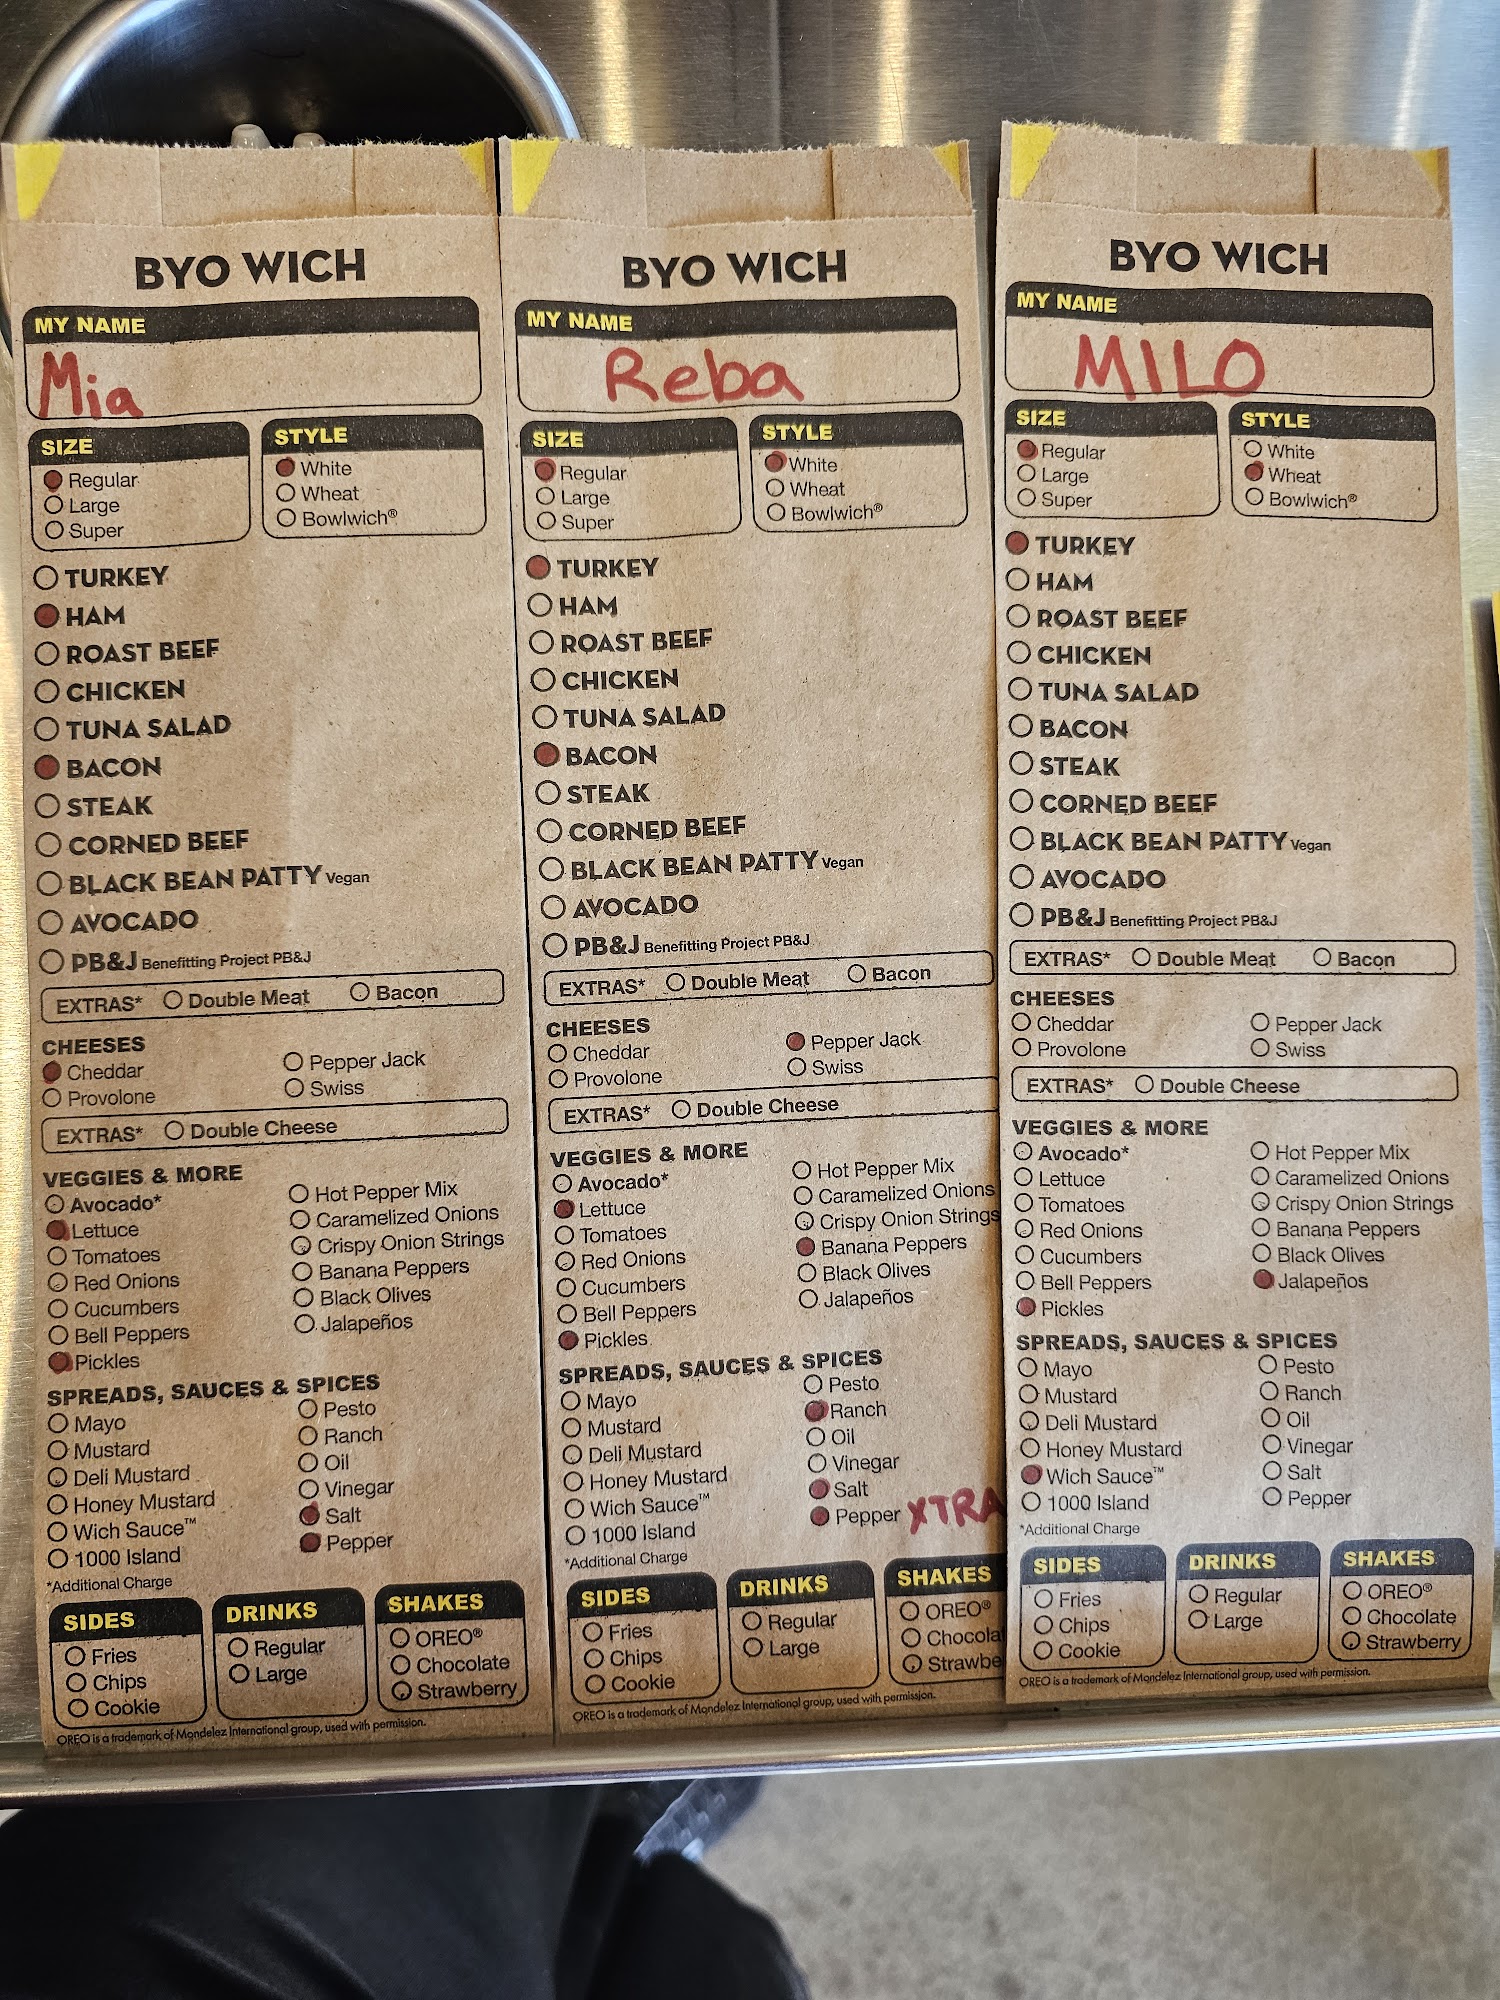 BYO WICH
MY NAME
Mia
SIZE
Regular
Large
Super
STYLE
White
Wheat
Bowlwich®
TURKEY
HAM
ROAST BEEF
CHICKEN
TUNA SALAD
BACON
STEAK
CORNED BEEF
BLACK BEAN PATTY Vegan
AVOCADO
PB&J Benefitting Project PB&J
EXTRAS* Double Meat Bacon
CHEESES
Cheddar
Provolone
Pepper Jack
Swiss
EXTRAS* Double Cheese
VEGGIES & MORE
Avocado*
Lettuce
Tomatoes
Red Onions
Cucumbers
Bell Peppers
Pickles
Hot Pepper Mix
Caramelized Onions
Crispy Onion Strings
Banana Peppers
Black Olives
Jalapeños
SPREADS, SAUCES & SPICES
Mayo
Mustard
Deli Mustard
Honey Mustard
Wich Sauce™
1000 Island
Pesto
Ranch
Oil
Vinegar
Salt
Pepper
*Additional Charge
SIDES
Fries
Chips
Cookie
DRINKS
Regular
Large
SHAKES
OREO®
Chocolate
Strawberry
OREO is a trademark of Mondelez International group, used with permission.
BYO WICH
MY NAME
Reba
SIZE
Regular
Large
Super
STYLE
White
Wheat
Bowlwich®
TURKEY
HAM
ROAST BEEF
CHICKEN
TUNA SALAD
BACON
STEAK
CORNED BEEF
BLACK BEAN PATTY Vegan
AVOCADO
PB&J Benefitting Project PB&J
EXTRAS* Double Meat Bacon
CHEESES
Cheddar
Provolone
Pepper Jack
Swiss
EXTRAS* Double Cheese
VEGGIES & MORE
Avocado*
Lettuce
Tomatoes
Red Onions
Cucumbers
Bell Peppers
Pickles
Hot Pepper Mix
Caramelized Onions
Crispy Onion Strings
Banana Peppers
Black Olives
Jalapeños
SPREADS, SAUCES & SPICES
Mayo
Mustard
Deli Mustard
Honey Mustard
Wich Sauce™
1000 Island
Pesto
Ranch
Oil
Vinegar
Salt
Pepper XTRA
*Additional Charge
SIDES
Fries
Chips
Cookie
DRINKS
Regular
Large
SHAKES
OREO®
Chocola
Strawbe
OREO is a trademark of Mondelez International group, used with permission.
BYO WICH
MY NAME
MILO
SIZE
Regular
Large
Super
STYLE
White
Wheat
Bowlwich®
TURKEY
HAM
ROAST BEEF
CHICKEN
TUNA SALAD
BACON
STEAK
CORNED BEEF
BLACK BEAN PATTY Vegan
AVOCADO
PB&J Benefitting Project PB&J
EXTRAS* Double Meat Bacon
CHEESES
Cheddar
Provolone
Pepper Jack
Swiss
EXTRAS* Double Cheese
VEGGIES & MORE
Avocado*
Lettuce
Tomatoes
Red Onions
Cucumbers
Bell Peppers
Pickles
Hot Pepper Mix
Caramelized Onions
Crispy Onion Strings
Banana Peppers
Black Olives
Jalapeños
SPREADS, SAUCES & SPICES
Mayo
Mustard
Deli Mustard
Honey Mustard
Wich Sauce™
1000 Island
Pesto
Ranch
Oil
Vinegar
Salt
Pepper
*Additional Charge
SIDES
Fries
Chips
Cookie
DRINKS
Regular
Large
SHAKES
OREO®
Chocolate
Strawberry
OREO is a trademark of Mondelez International group, used with permission.